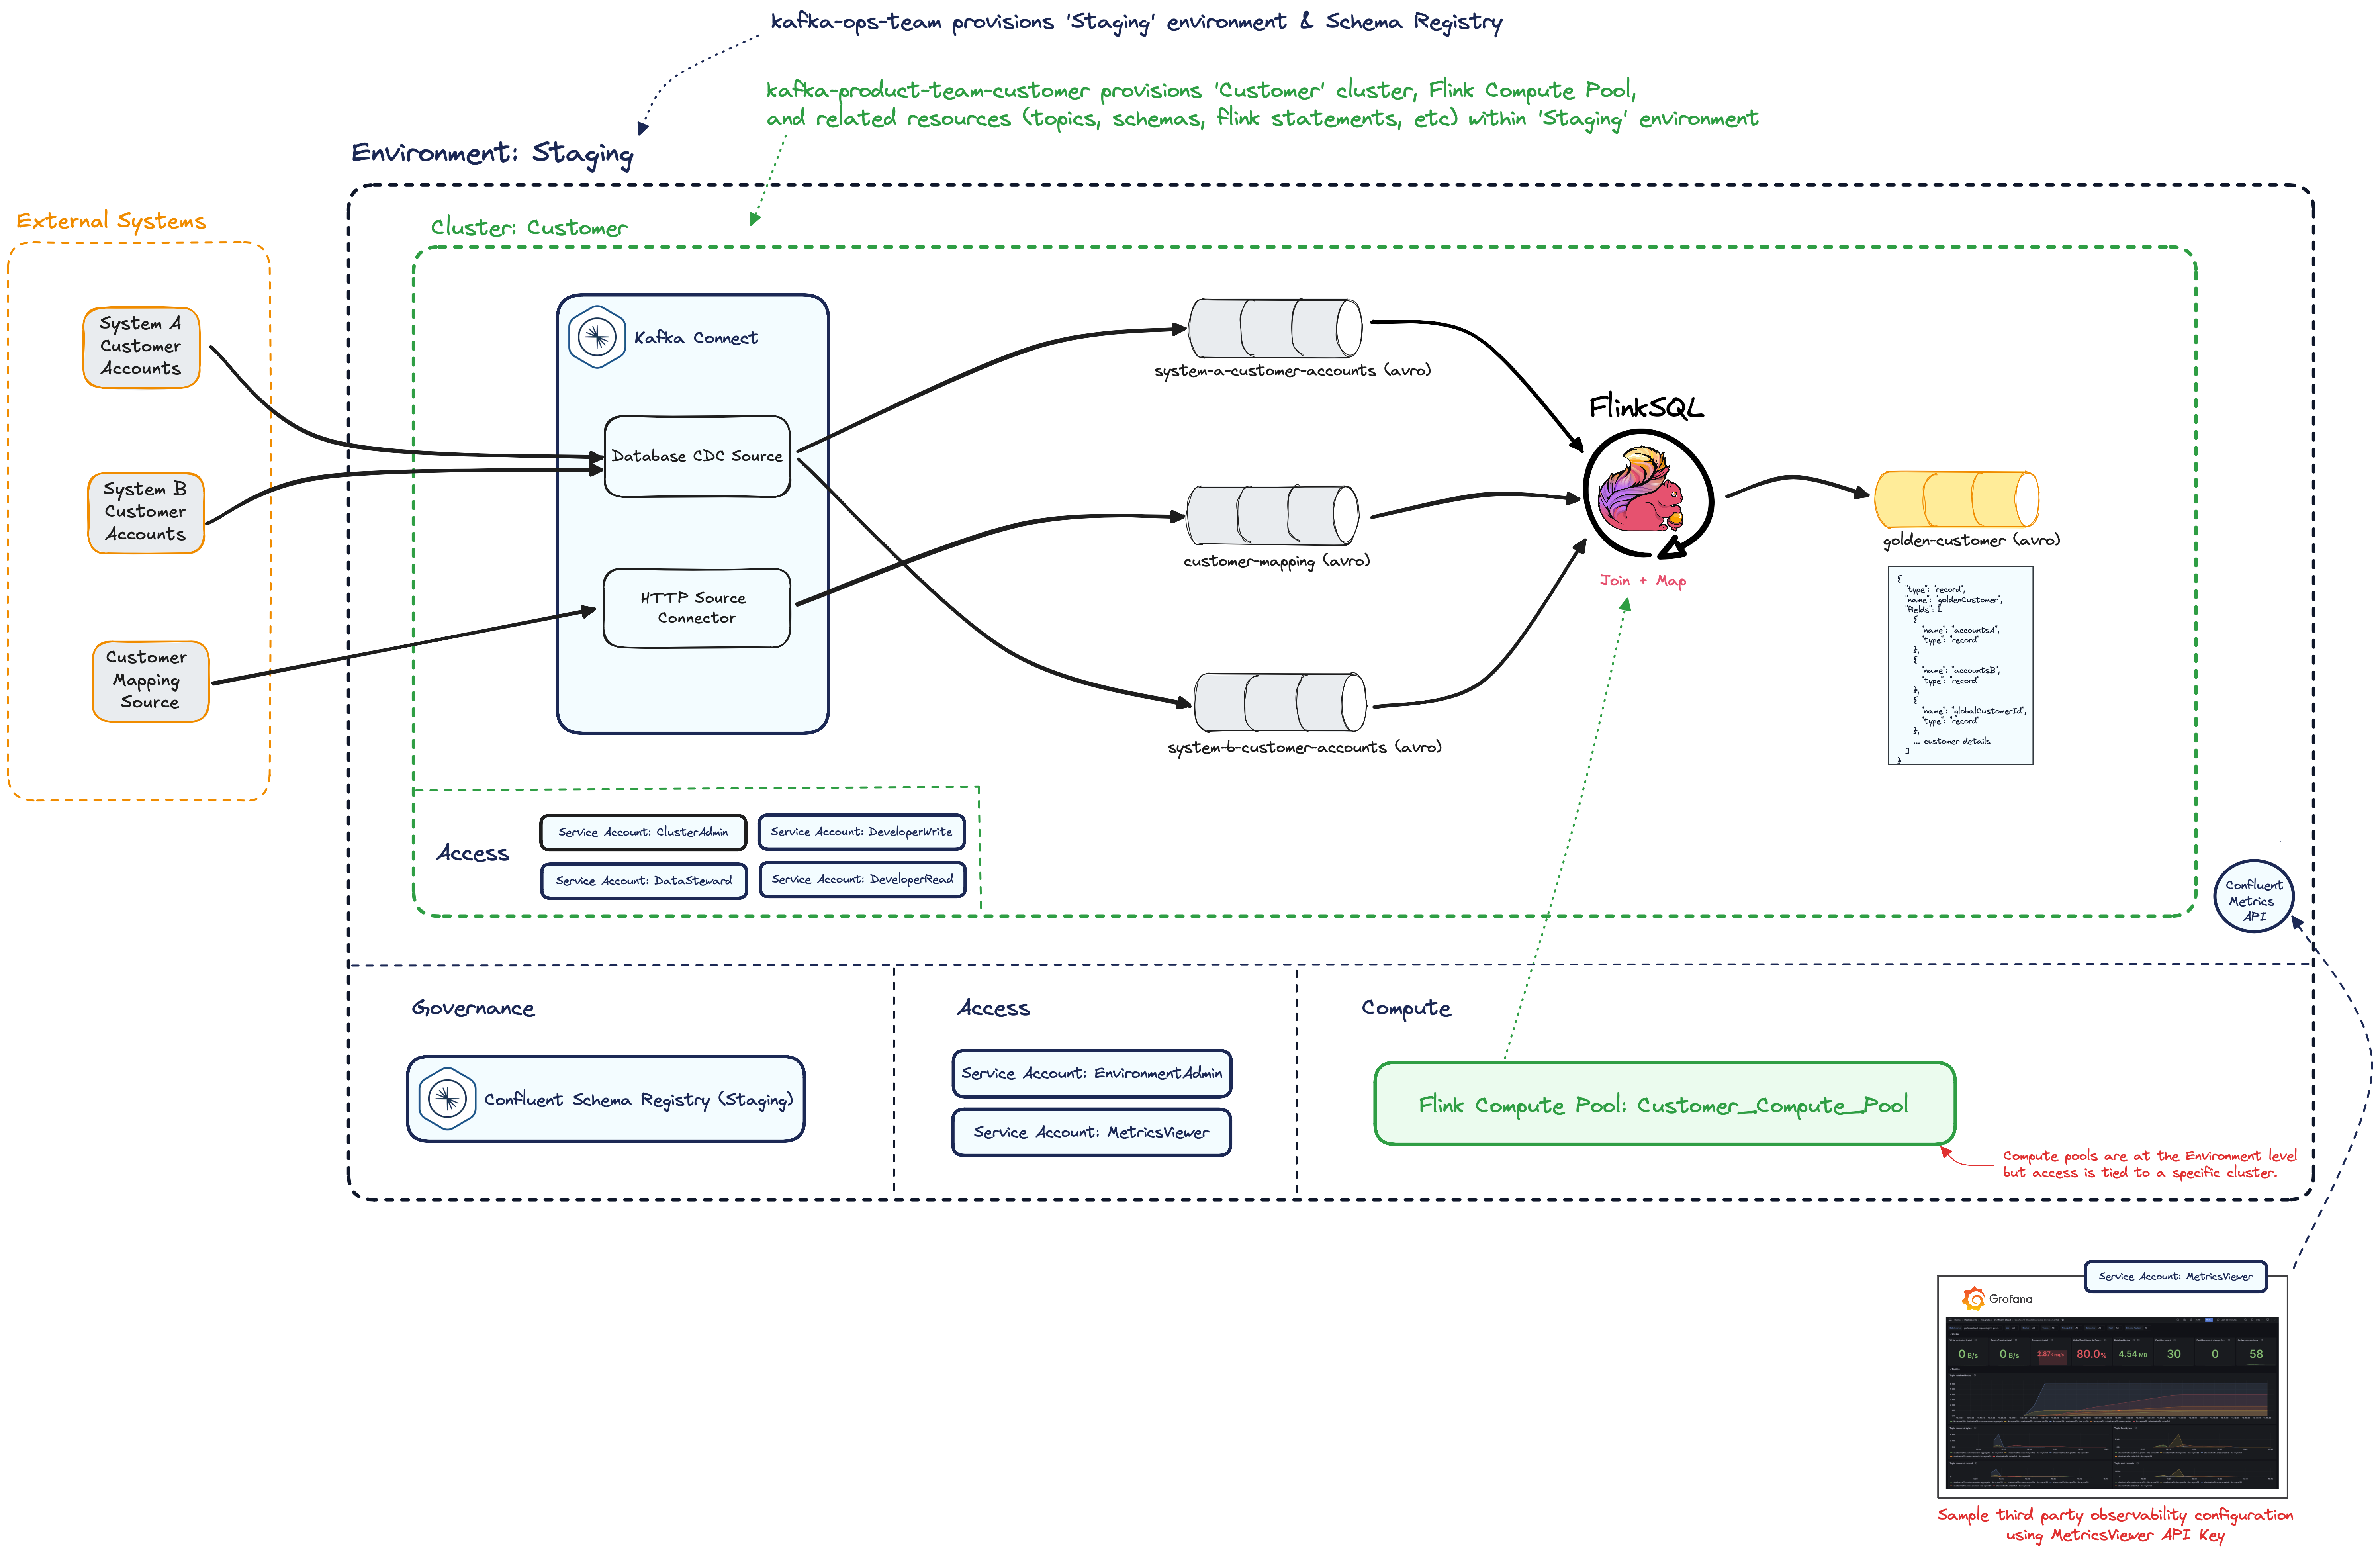 kafka-ops-team provisions 'Staging' environment & Schema Registry
kafka-product-team-customer provisions 'Customer' cluster, Flink Compute Pool,
and related resources (topics, schemas, flink statements, etc) within 'Staging' environment
Environment: Staging
External Systems
System A
Customer
Accounts
System B
Customer
Accounts
Customer
Mapping
Source
Cluster: Customer
Kafka Connect
Database CDC Source
HTTP Source
Connector
system-a-customer-accounts (avro)
customer-mapping (avro)
system-b-customer-accounts (avro)
FlinkSQL
Join + Map
golden-customer (avro)
{
"type": "record",
"name": "goldenCustomer",
"fields": [
{
"name": "accountsA",
"type": "record"
},
{
"name": "accountsB",
"type": "record"
},
{
"name": "globalCustomerId",
"type": "record"
},
... customer details
]
}
Access
Service Account: ClusterAdmin
Service Account: DeveloperWrite
Service Account: DataSteward
Service Account: DeveloperRead
Confluent
Metrics
API
Governance
Confluent Schema Registry (Staging)
Access
Service Account: EnvironmentAdmin
Service Account: MetricsViewer
Compute
Flink Compute Pool: Customer_Compute_Pool
Compute pools are at the Environment level
but access is tied to a specific cluster.
Service Account: MetricsViewer
Grafana
0 B/s
0 B/s
80.0%
4.54 MB
30
0
58
Sample third party observability configuration
using MetricsViewer API Key